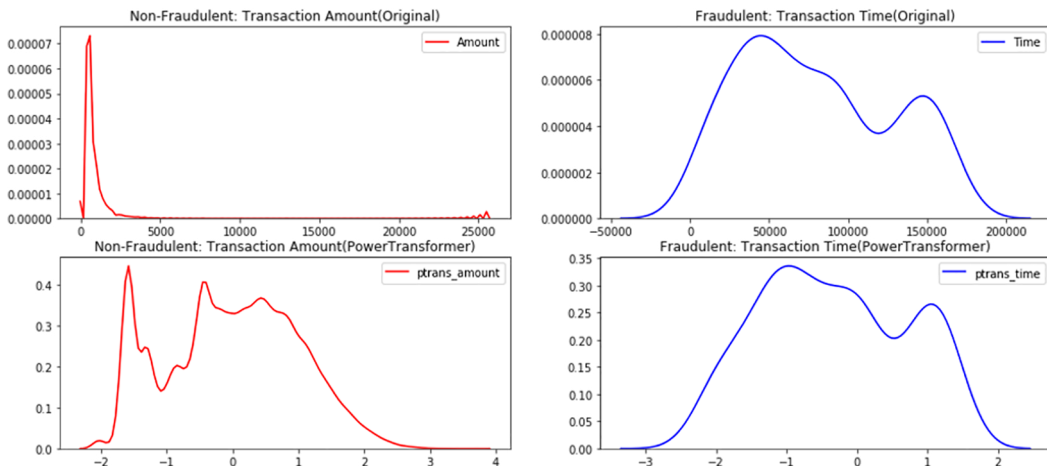 Non-Fraudulent: Transaction Amount(Original)
0.00007
0.00006
0.00005
0.00004
0.00003
0.00002
0.00001
0.00000
Amount
0 5000 10000 15000 20000 25000
Fraudulent: Transaction Time(Original)
0.000008
0.000006
0.000004
0.000002
0.000000
Time
−50000 0 50000 100000 150000 200000
Non-Fraudulent: Transaction Amount(PowerTransformer)
0.4
0.3
0.2
0.1
0.0
ptrans_amount
−2 −1 0 1 2 3 4
Fraudulent: Transaction Time(PowerTransformer)
0.35
0.30
0.25
0.20
0.15
0.10
0.05
0.00
ptrans_time
−3 −2 −1 0 1 2